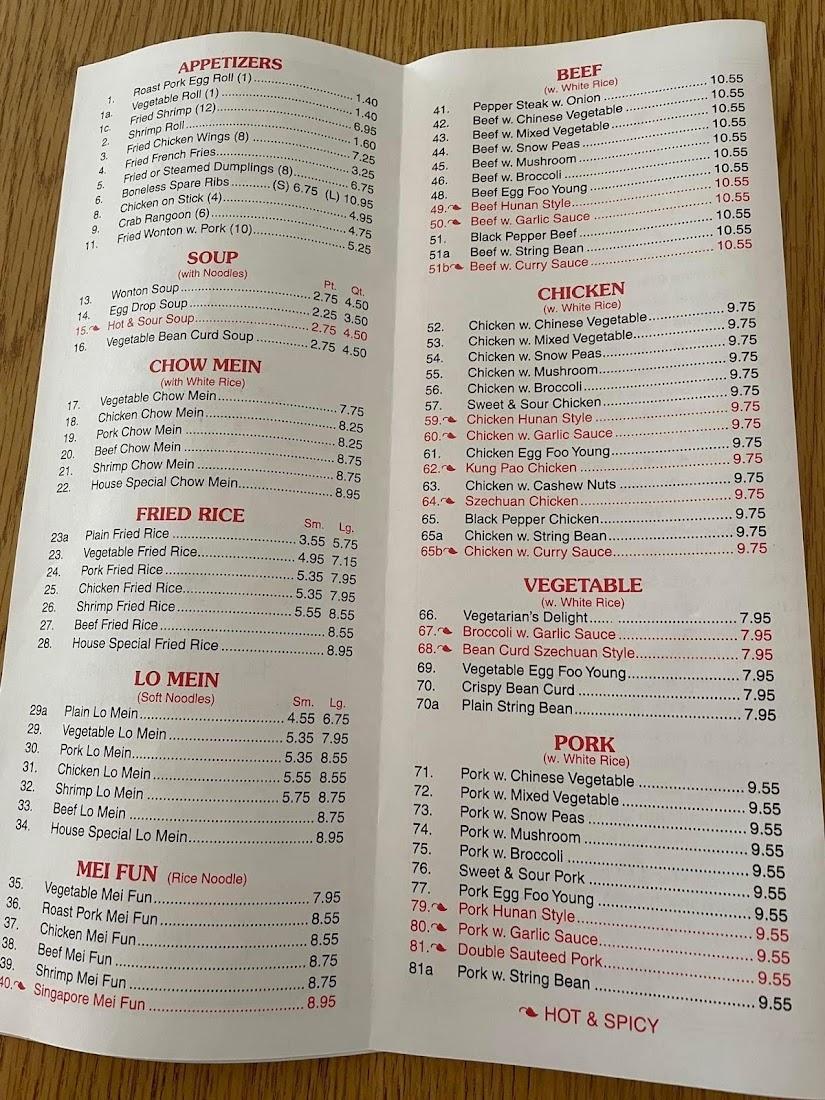 APPETIZERS
1. Roast Pork Egg Roll (1) 1.40
1a. Vegetable Roll (1) 1.40
1c. Fried Shrimp (12) 6.95
2. Shrimp Roll 1.60
3. Fried Chicken Wings (8) 7.25
4. Fried French Fries 3.25
5. Fried or Steamed Dumplings (8) 6.75
6. Boneless Spare Ribs (S) 6.75 (L) 10.95
8. Chicken on Stick (4) 4.95
9. Crab Rangoon (6) 4.75
11. Fried Wonton w. Pork (10) 5.25
SOUP
(with Noodles)
Pt. Qt.
13. Wonton Soup 2.75 4.50
14. Egg Drop Soup 2.25 3.50
15. Hot & Sour Soup 2.75 4.50
16. Vegetable Bean Curd Soup 2.75 4.50
CHOW MEIN
(with White Rice)
17. Vegetable Chow Mein 7.75
18. Chicken Chow Mein 8.25
19. Pork Chow Mein 8.25
20. Beef Chow Mein 8.75
21. Shrimp Chow Mein 8.75
22. House Special Chow Mein 8.95
FRIED RICE Sm. Lg.
23a Plain Fried Rice 3.55 5.75
23. Vegetable Fried Rice 4.95 7.15
24. Pork Fried Rice 5.35 7.95
25. Chicken Fried Rice 5.35 7.95
26. Shrimp Fried Rice 5.55 8.55
27. Beef Fried Rice 8.55
28. House Special Fried Rice 8.95
LO MEIN
(Soft Noodles) Sm. Lg.
29a Plain Lo Mein 4.55 6.75
29. Vegetable Lo Mein 5.35 7.95
30. Pork Lo Mein 5.35 8.55
31. Chicken Lo Mein 5.55 8.55
32. Shrimp Lo Mein 5.75 8.75
33. Beef Lo Mein 8.75
34. House Special Lo Mein 8.95
MEI FUN (Rice Noodle)
35. Vegetable Mei Fun 7.95
36. Roast Pork Mei Fun 8.55
37. Chicken Mei Fun 8.55
38. Beef Mei Fun 8.75
39. Shrimp Mei Fun 8.75
40. Singapore Mei Fun 8.95
BEEF
(w. White Rice)
41. Pepper Steak w. Onion 10.55
42. Beef w. Chinese Vegetable 10.55
43. Beef w. Mixed Vegetable 10.55
44. Beef w. Snow Peas 10.55
45. Beef w. Mushroom 10.55
46. Beef w. Broccoli 10.55
48. Beef Egg Foo Young 10.55
49. Beef Hunan Style 10.55
50. Beef w. Garlic Sauce 10.55
51. Black Pepper Beef 10.55
51a Beef w. String Bean 10.55
51b Beef w. Curry Sauce 10.55
CHICKEN
(w. White Rice)
52. Chicken w. Chinese Vegetable 9.75
53. Chicken w. Mixed Vegetable 9.75
54. Chicken w. Snow Peas 9.75
55. Chicken w. Mushroom 9.75
56. Chicken w. Broccoli 9.75
57. Sweet & Sour Chicken 9.75
59. Chicken Hunan Style 9.75
60. Chicken w. Garlic Sauce 9.75
61. Chicken Egg Foo Young 9.75
62. Kung Pao Chicken 9.75
63. Chicken w. Cashew Nuts 9.75
64. Szechuan Chicken 9.75
65. Black Pepper Chicken 9.75
65a Chicken w. String Bean 9.75
65b Chicken w. Curry Sauce 9.75
VEGETABLE
(w. White Rice)
66. Vegetarian's Delight 7.95
67. Broccoli w. Garlic Sauce 7.95
68. Bean Curd Szechuan Style 7.95
69. Vegetable Egg Foo Young 7.95
70. Crispy Bean Curd 7.95
70a Plain String Bean 7.95
PORK
(w. White Rice)
71. Pork w. Chinese Vegetable 9.55
72. Pork w. Mixed Vegetable 9.55
73. Pork w. Snow Peas 9.55
74. Pork w. Mushroom 9.55
75. Pork w. Broccoli 9.55
76. Sweet & Sour Pork 9.55
77. Pork Egg Foo Young 9.55
79. Pork Hunan Style 9.55
80. Pork w. Garlic Sauce 9.55
81. Double Sauteed Pork 9.55
81a Pork w. String Bean 9.55
HOT & SPICY